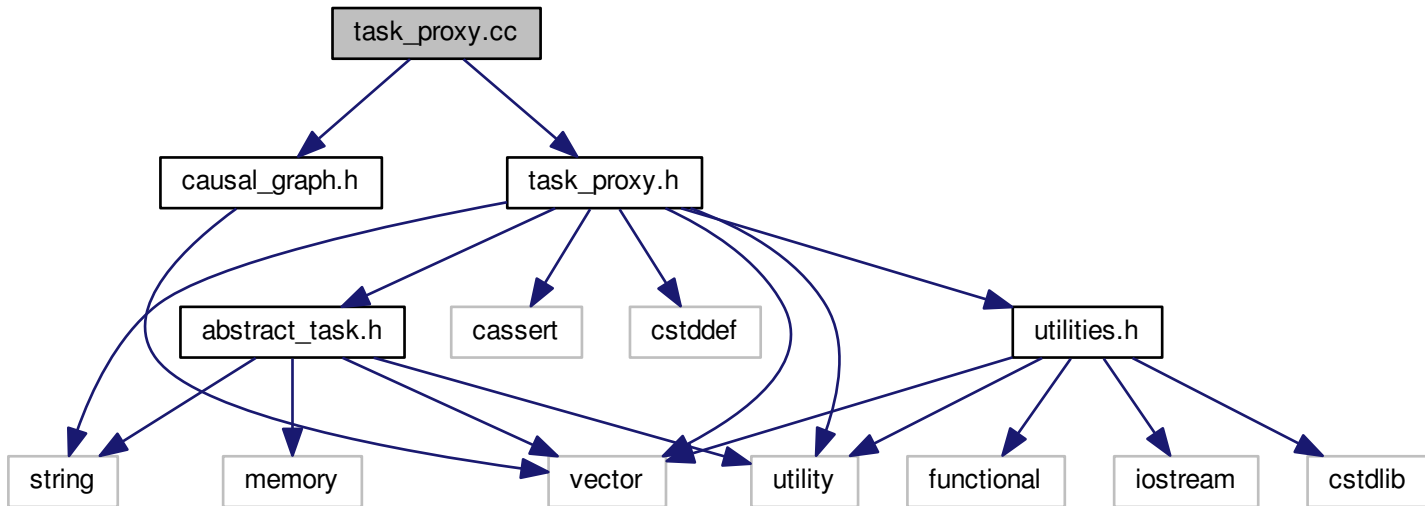 task_proxy.cc
causal_graph.h
task_proxy.h
abstract_task.h
cassert
cstddef
utilities.h
string
memory
vector
utility
functional
iostream
cstdlib